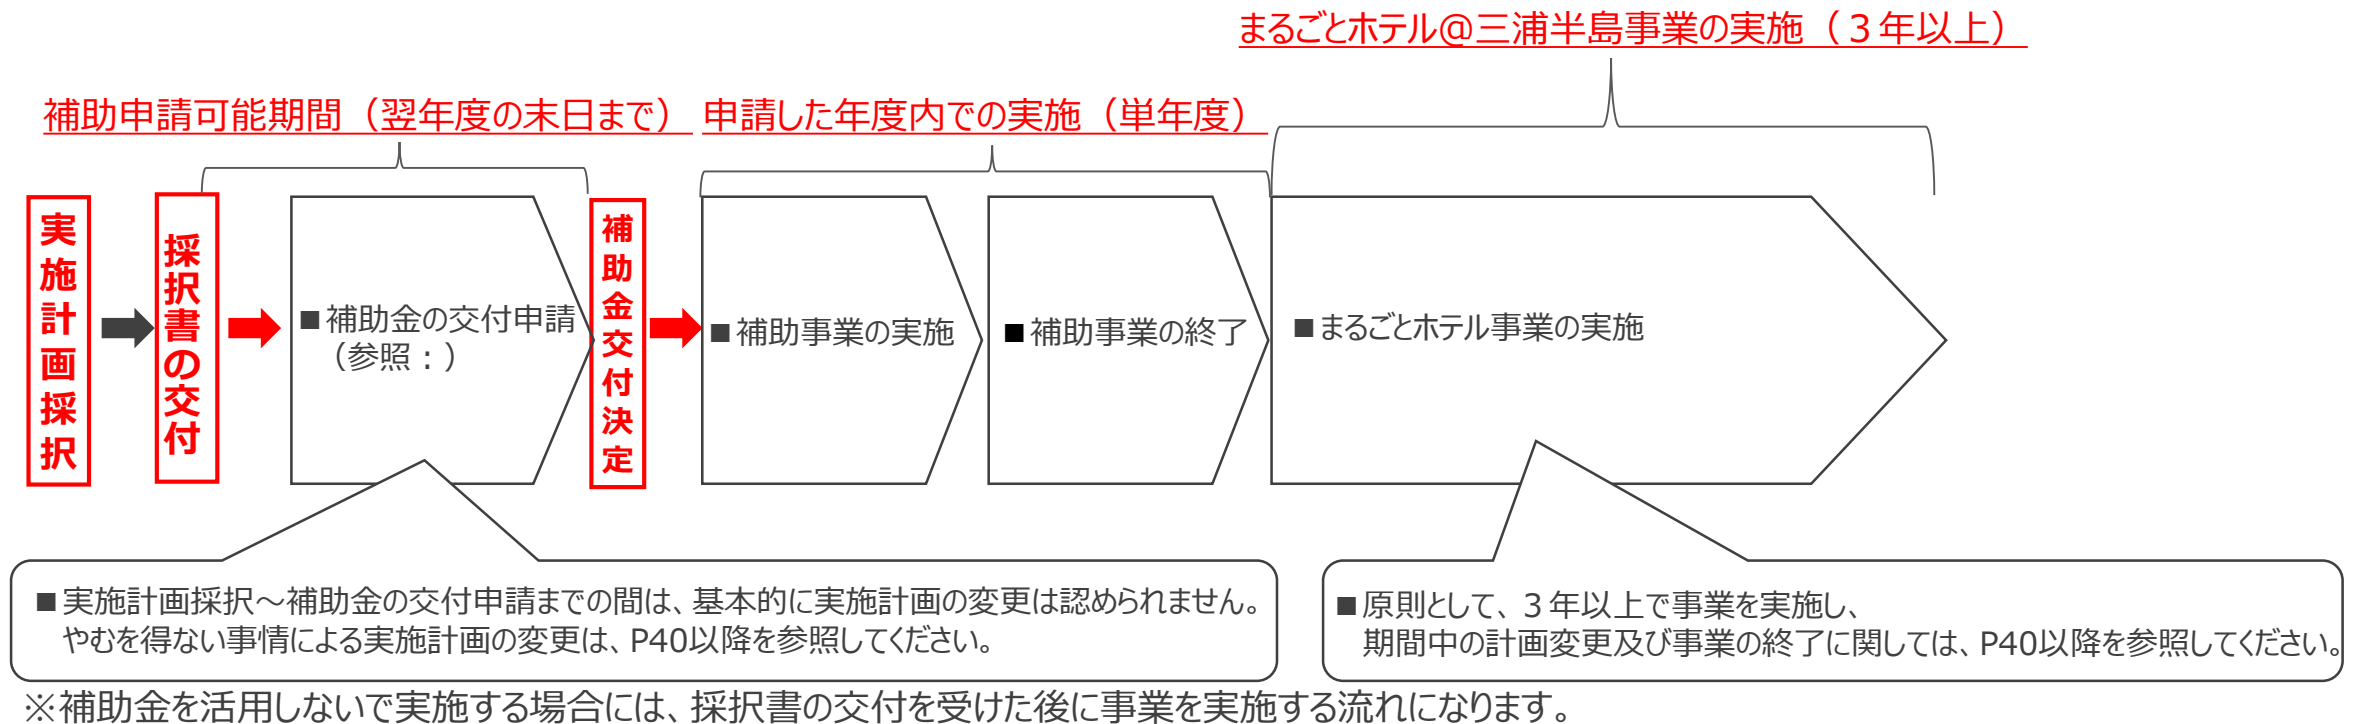 まるごとホテル@三浦半島事業の実施（３年以上）
補助申請可能期間（翌年度の末日まで）
申請した年度内での実施（単年度）
実施計画採択
採択書の交付
■補助金の交付申請
（参照：）
補助金交付決定
■補助事業の実施
■補助事業の終了
■まるごとホテル事業の実施
■実施計画採択～補助金の交付申請までの間は、基本的に実施計画の変更は認められません。
やむを得ない事情による実施計画の変更は、P40以降を参照してください。
■原則として、３年以上で事業を実施し、
期間中の計画変更及び事業の終了に関しては、P40以降を参照してください。
※補助金を活用しないで実施する場合には、採択書の交付を受けた後に事業を実施する流れになります。